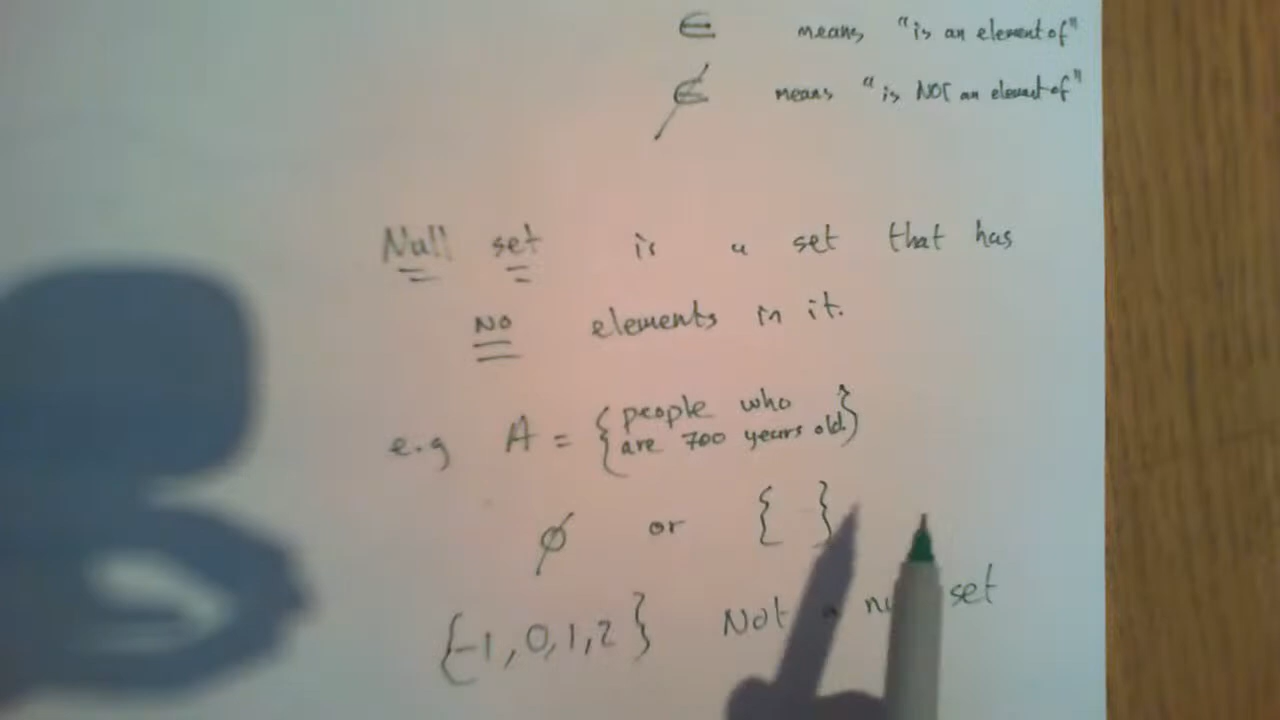 ∈ means "is an element of"
∉ means "is NOT an element of"
Null set is a set that has
NO elements in it.
e.g A = {people who
are 700 years old.}
∅ or { }
{-1, 0, 1, 2} Not a set